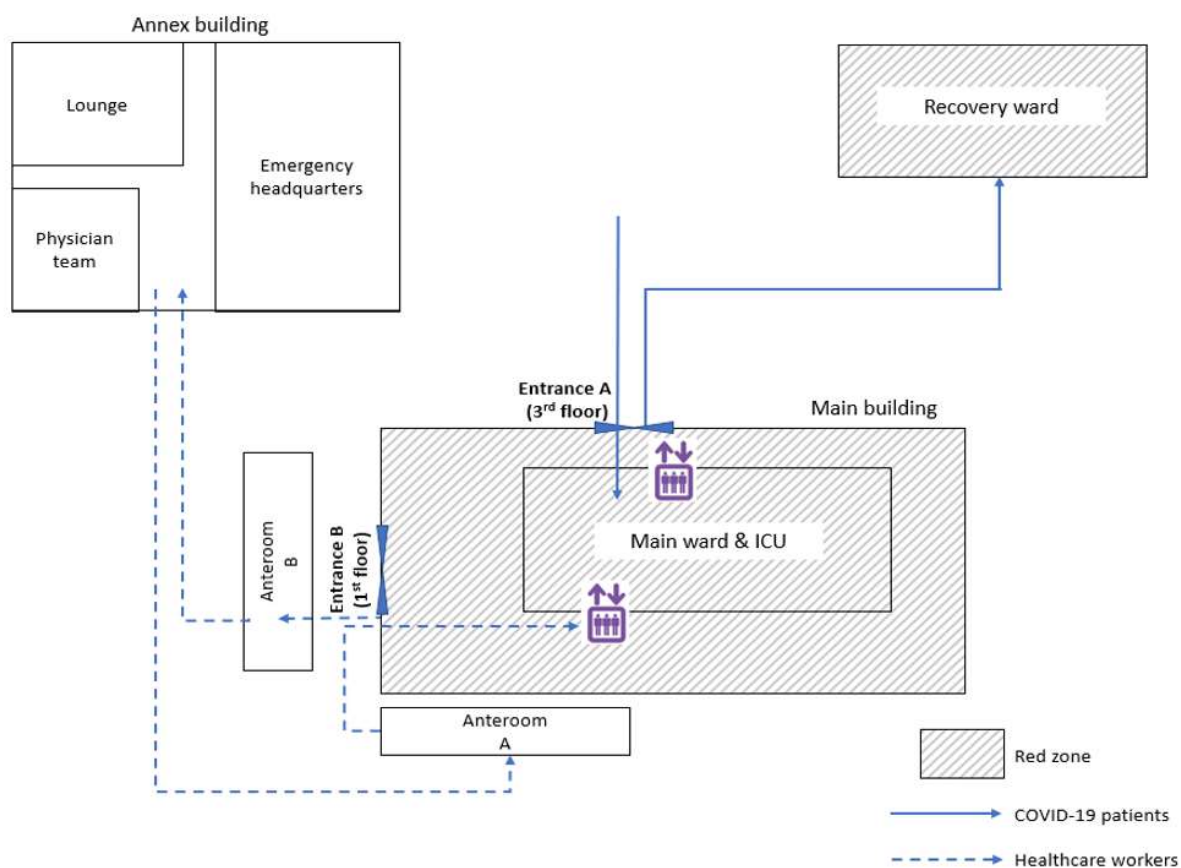 Annex building
Lounge
Emergency
headquarters
Physician
team
Recovery ward
Entrance A
(3rd floor)
Main building
Main ward & ICU
Entrance B
(1st floor)
Anteroom
B
Anteroom
A
Red zone
COVID-19 patients
Healthcare workers